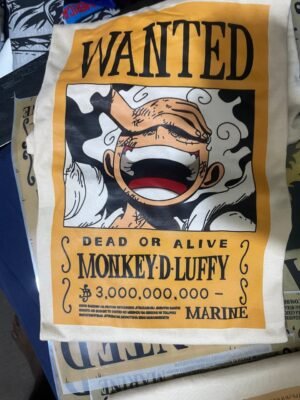 WANTED
DEAD OR ALIVE
MONKEY·D·LUFFY
3,000,000,000 –
MARINE